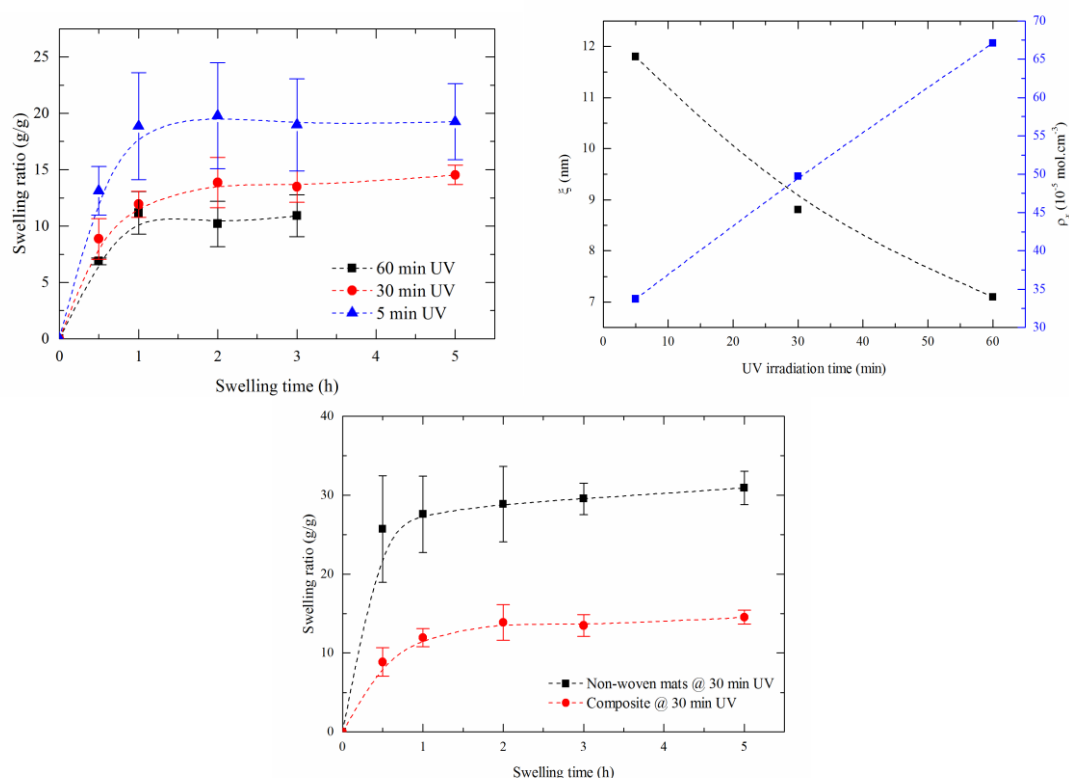 25
20
15
10
5
0
Swelling ratio (g/g)
60 min UV
30 min UV
5 min UV
0 1 2 3 4 5
Swelling time (h)
12
11
10
9
8
7
ξ (nm)
70
65
60
55
50
45
40
35
30
ρₓ (10⁻⁵ mol.cm⁻³)
0 10 20 30 40 50 60
UV irradiation time (min)
40
30
20
10
0
Swelling ratio (g/g)
Non-woven mats @ 30 min UV
Composite @ 30 min UV
0 1 2 3 4 5
Swelling time (h)